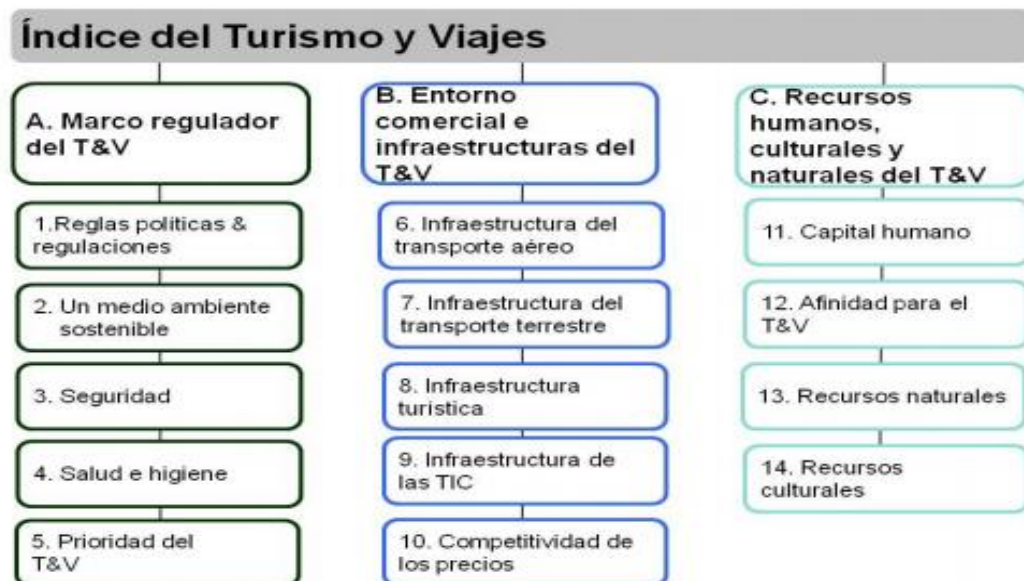 Índice del Turismo y Viajes
A. Marco regulador
del T&V
1.Reglas políticas &
regulaciones
2. Un medio ambiente
sostenible
3. Seguridad
4. Salud e higiene
5. Prioridad del
T&V
B. Entorno
comercial e
infraestructuras del
T&V
6. Infraestructura del
transporte aéreo
7. Infraestructura del
transporte terrestre
8. Infraestructura
turística
9. Infraestructura de
las TIC
10. Competitividad de
los precios
C. Recursos
humanos,
culturales y
naturales del T&V
11. Capital humano
12. Afinidad para el
T&V
13. Recursos naturales
14. Recursos
culturales